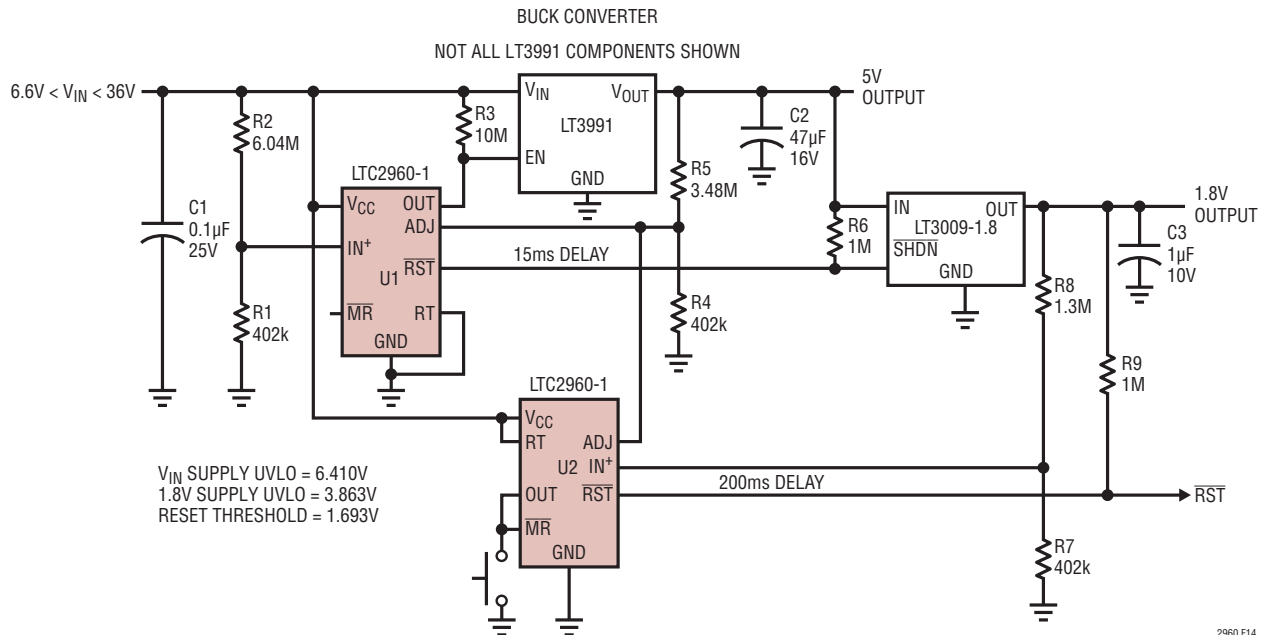 BUCK CONVERTER
NOT ALL LT3991 COMPONENTS SHOWN
6.6V < VIN < 36V
VIN
VOUT
LT3991
EN
GND
5V
OUTPUT
R2
6.04M
R3
10M
C2
47µF
16V
R5
3.48M
LTC2960-1
VCC
OUT
ADJ
IN+
RST
U1
MR
RT
GND
C1
0.1µF
25V
R1
402k
15ms DELAY
R4
402k
R6
1M
IN
OUT
LT3009-1.8
SHDN
GND
1.8V
OUTPUT
C3
1µF
10V
R8
1.3M
R9
1M
LTC2960-1
VCC
RT
ADJ
U2
IN+
OUT
RST
MR
GND
200ms DELAY
RST
R7
402k
VIN SUPPLY UVLO = 6.410V
1.8V SUPPLY UVLO = 3.863V
RESET THRESHOLD = 1.693V
2960 F14